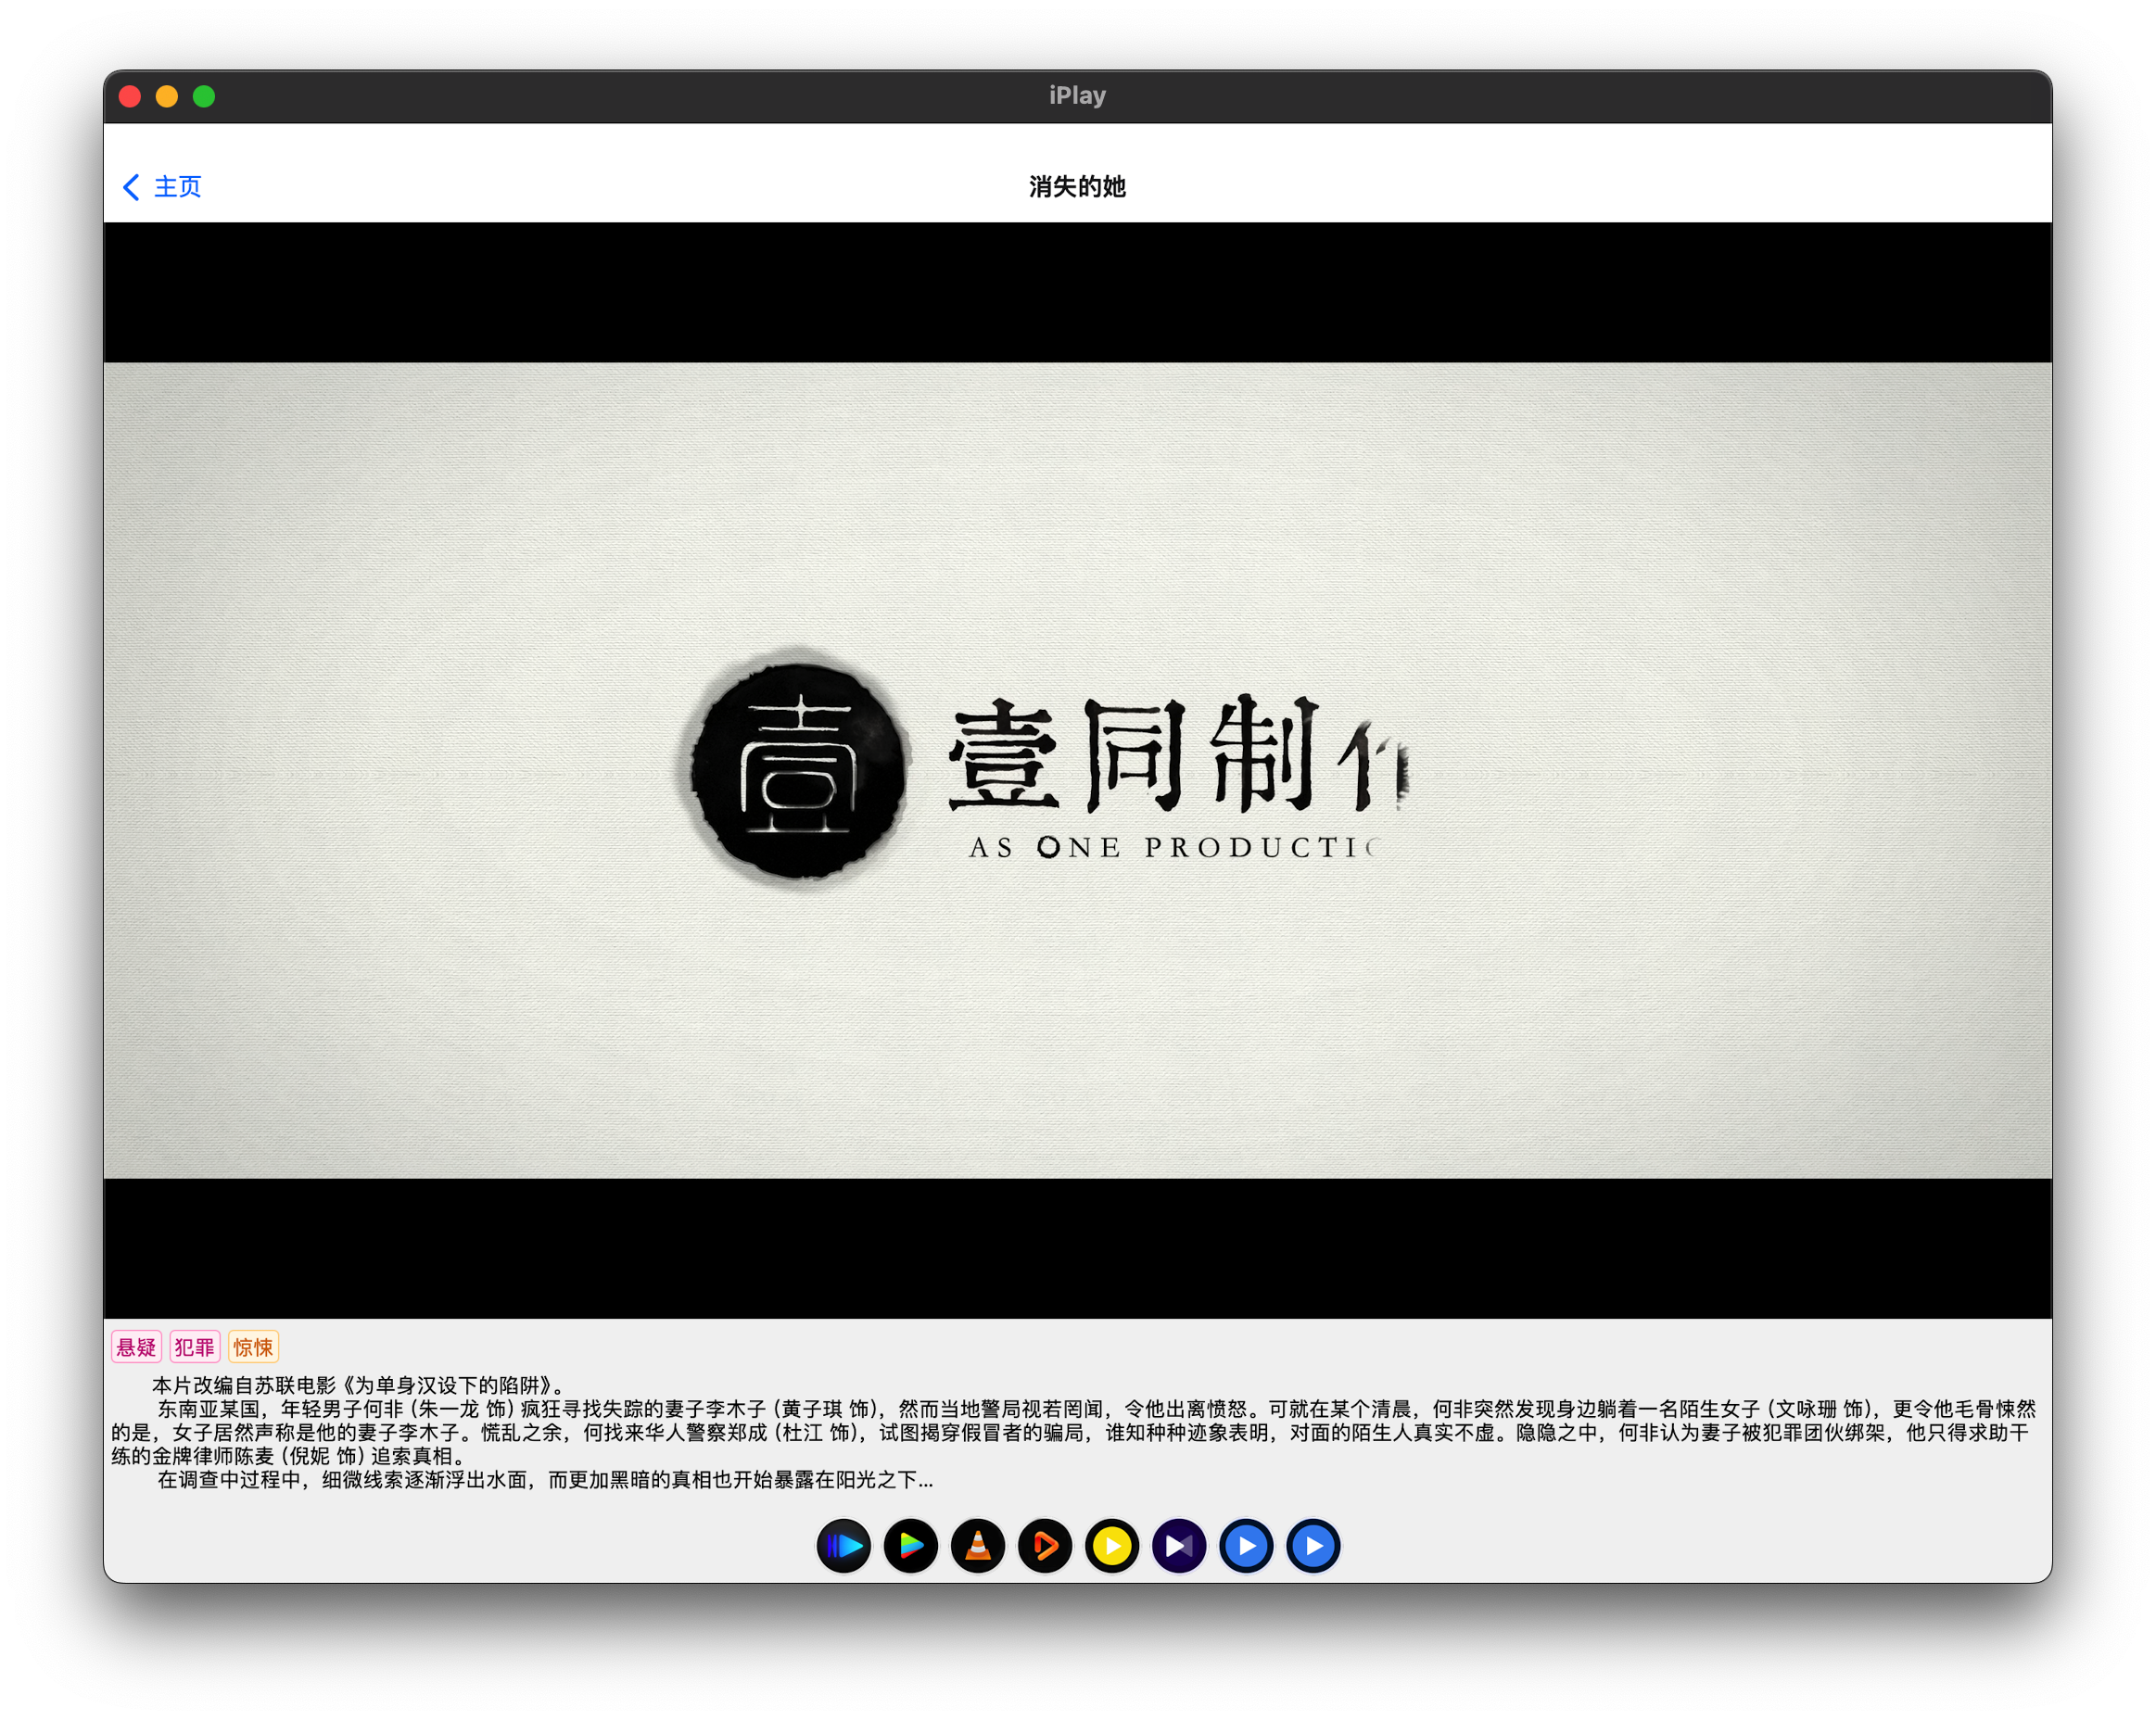 iPlay
主页
消失的她
壹
壹同制作
AS ONE PRODUCTIO
悬疑 犯罪 惊悚
本片改编自苏联电影《为单身汉设下的陷阱》。
东南亚某国，年轻男子何非（朱一龙 饰）疯狂寻找失踪的妻子李木子（黄子琪 饰），然而当地警局视若罔闻，令他出离愤怒。可就在某个清晨，何非突然发现身边躺着一名陌生女子（文咏珊 饰），更令他毛骨悚然
的是，女子居然声称是他的妻子李木子。慌乱之余，何找来华人警察郑成（杜江 饰），试图揭穿假冒者的骗局，谁知种种迹象表明，对面的陌生人真实不虚。隐隐之中，何非认为妻子被犯罪团伙绑架，他只得求助干
练的金牌律师陈麦（倪妮 饰）追索真相。
在调查中过程中，细微线索逐渐浮出水面，而更加黑暗的真相也开始暴露在阳光之下...